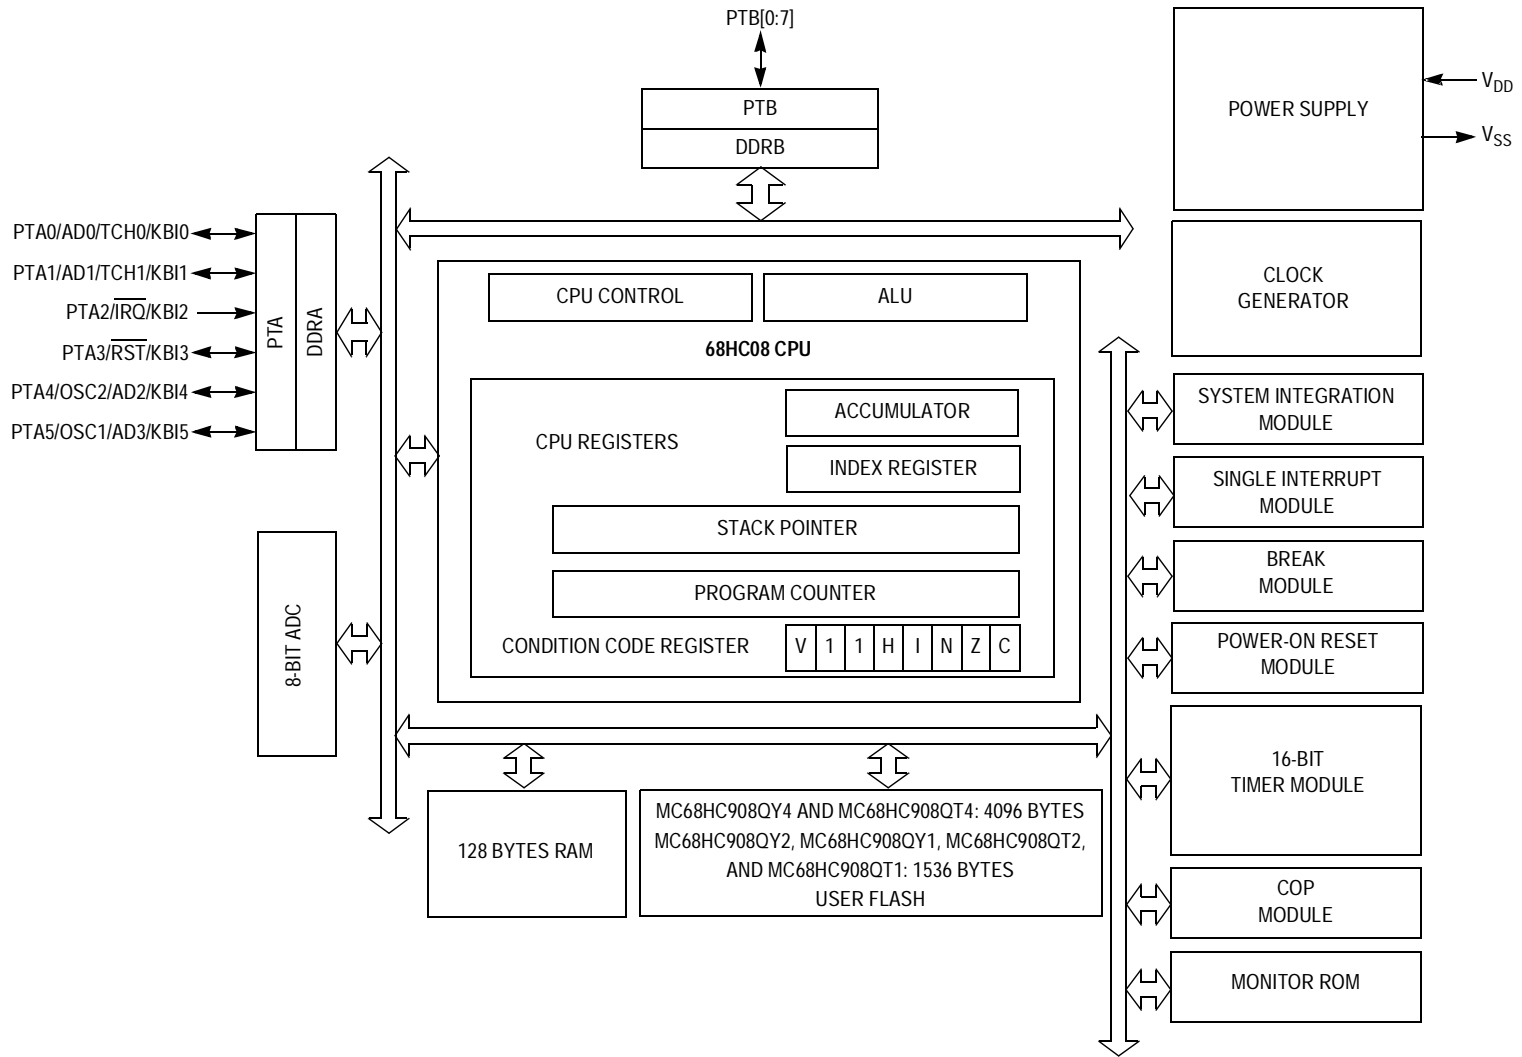 PTB[0:7]
PTB
DDRB
POWER SUPPLY
VDD
VSS
PTA0/AD0/TCH0/KBI0
PTA1/AD1/TCH1/KBI1
PTA2/IRQ/KBI2
PTA3/RST/KBI3
PTA4/OSC2/AD2/KBI4
PTA5/OSC1/AD3/KBI5
PTA
DDRA
8-BIT ADC
CPU CONTROL
ALU
68HC08 CPU
CPU REGISTERS
ACCUMULATOR
INDEX REGISTER
STACK POINTER
PROGRAM COUNTER
CONDITION CODE REGISTER
V 1 1 H I N Z C
128 BYTES RAM
MC68HC908QY4 AND MC68HC908QT4: 4096 BYTES
MC68HC908QY2, MC68HC908QY1, MC68HC908QT2,
AND MC68HC908QT1: 1536 BYTES
USER FLASH
CLOCK
GENERATOR
SYSTEM INTEGRATION
MODULE
SINGLE INTERRUPT
MODULE
BREAK
MODULE
POWER-ON RESET
MODULE
16-BIT
TIMER MODULE
COP
MODULE
MONITOR ROM